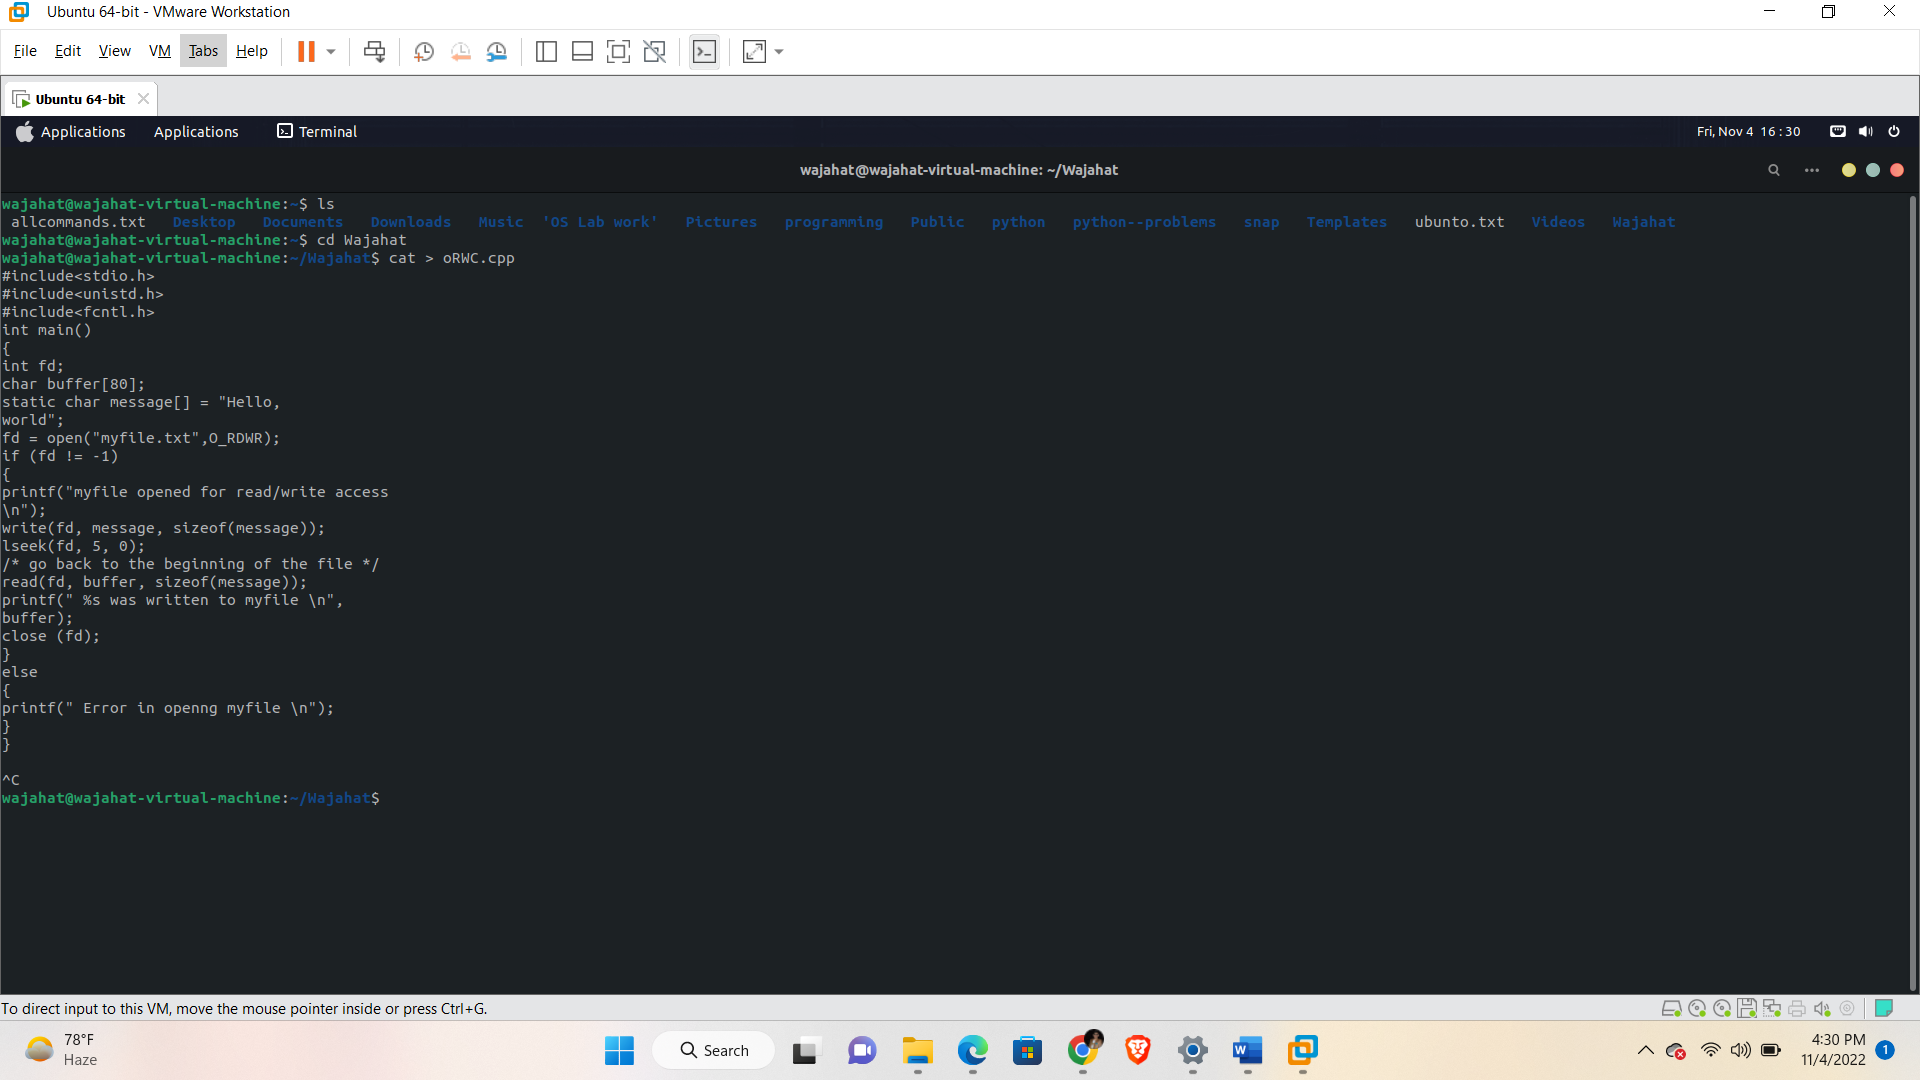 Ubuntu 64-bit - VMware Workstation
File Edit View VM Tabs Help
Ubuntu 64-bit
Applications Applications Terminal Fri, Nov 4 16:30
wajahat@wajahat-virtual-machine: ~/Wajahat
wajahat@wajahat-virtual-machine:~$ ls
allcommands.txt Desktop Documents Downloads Music 'OS Lab work' Pictures programming Public python python--problems snap Templates ubunto.txt Videos Wajahat
wajahat@wajahat-virtual-machine:~$ cd Wajahat
wajahat@wajahat-virtual-machine:~/Wajahat$ cat > oRWC.cpp
#include<stdio.h>
#include<unistd.h>
#include<fcntl.h>
int main()
{
int fd;
char buffer[80];
static char message[] = "Hello,
world";
fd = open("myfile.txt",O_RDWR);
if (fd != -1)
{
printf("myfile opened for read/write access
\n");
write(fd, message, sizeof(message));
lseek(fd, 5, 0);
/* go back to the beginning of the file */
read(fd, buffer, sizeof(message));
printf(" %s was written to myfile \n",
buffer);
close (fd);
}
else
{
printf(" Error in openng myfile \n");
}
}
^C
wajahat@wajahat-virtual-machine:~/Wajahat$
To direct input to this VM, move the mouse pointer inside or press Ctrl+G.
78°F
Haze
Search
4:30 PM
11/4/2022
1